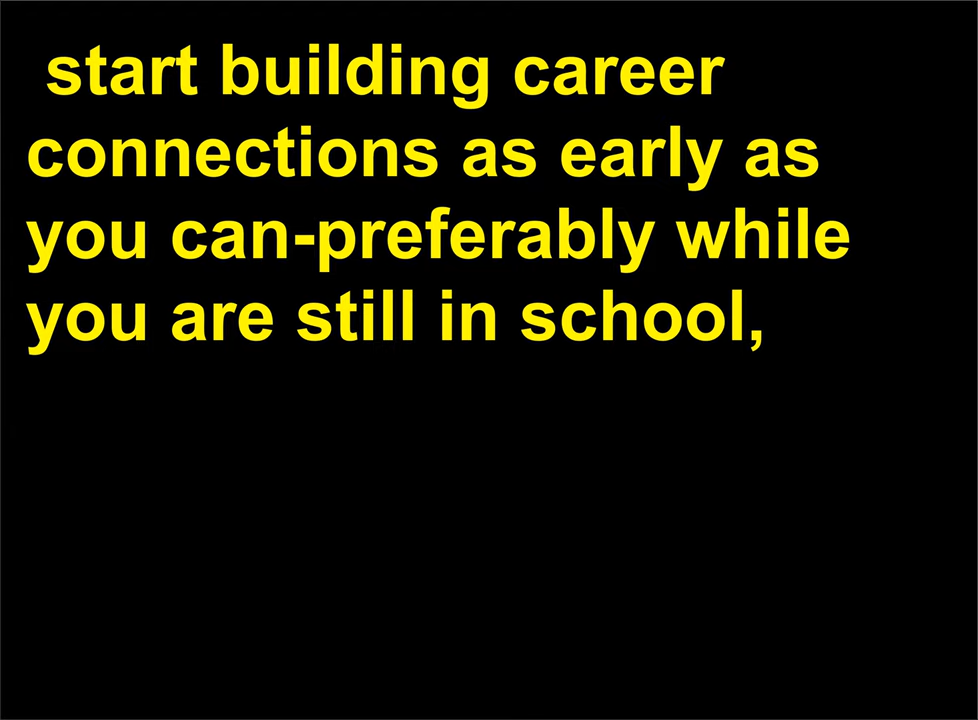 start building career
connections as early as
you can-preferably while
you are still in school,